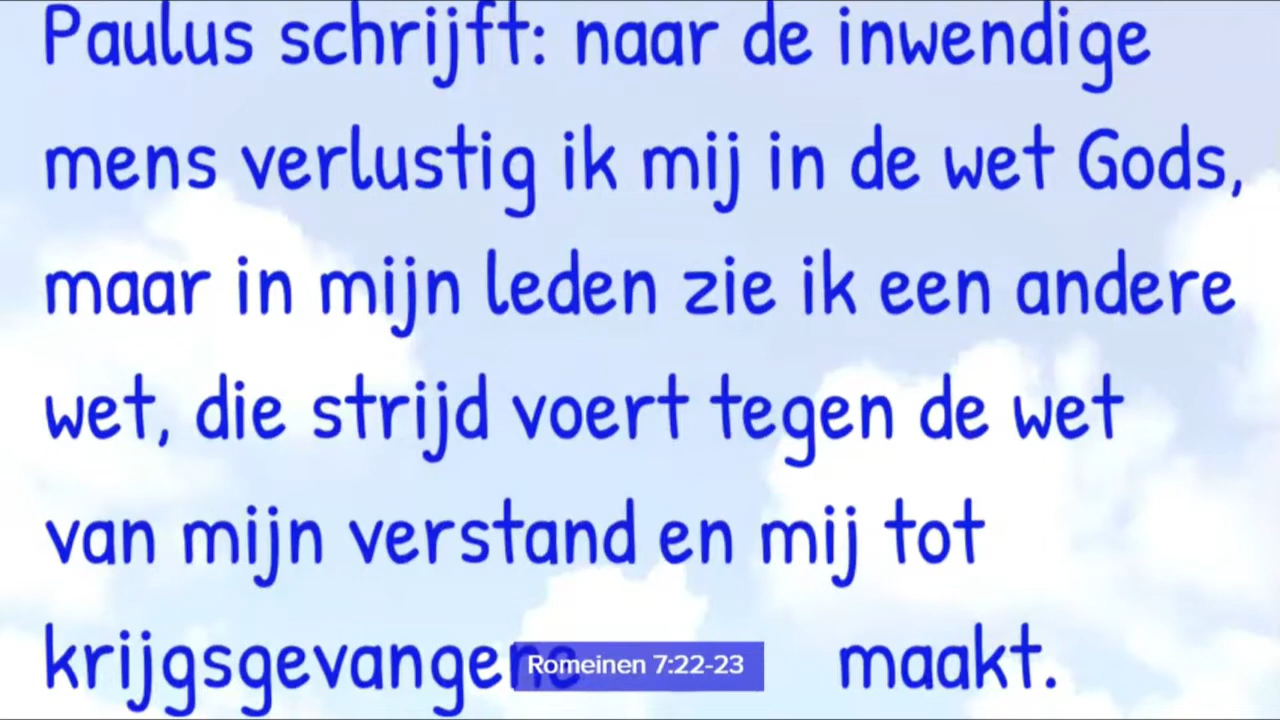 Paulus schrijft: naar de inwendige
mens verlustig ik mij in de wet Gods,
maar in mijn leden zie ik een andere
wet, die strijd voert tegen de wet
van mijn verstand en mij tot
krijgsgevangene maakt.
Romeinen 7:22-23